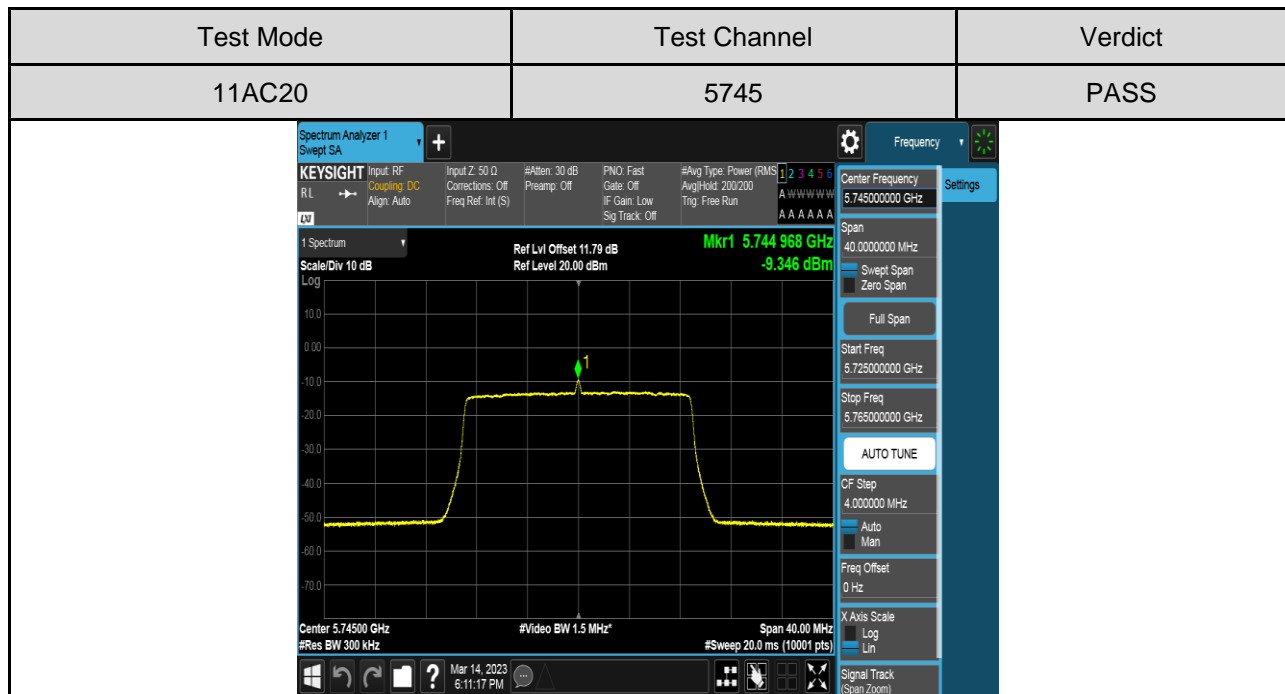 Test Mode
Test Channel
Verdict
11AC20
5745
PASS
Spectrum Analyzer 1
Swept SA
+
Frequency
KEYSIGHT
R L
LXI
Input: RF
Coupling: DC
Align: Auto
Input Z: 50 Ω
Corrections: Off
Freq Ref: Int (S)
#Atten: 30 dB
Preamp: Off
PNO: Fast
Gate: Off
IF Gain: Low
Sig Track: Off
#Avg Type: Power (RMS
Avg|Hold: 200/200
Trig: Free Run
1 2 3 4 5 6
A W W W W W
A A A A A A
1 Spectrum
Scale/Div 10 dB
Log
Ref Lvl Offset 11.79 dB
Ref Level 20.00 dBm
Mkr1 5.744 968 GHz
-9.346 dBm
10.0
0.00
-10.0
-20.0
-30.0
-40.0
-50.0
-60.0
-70.0
1
Center 5.74500 GHz
#Res BW 300 kHz
#Video BW 1.5 MHz*
Span 40.00 MHz
#Sweep 20.0 ms (10001 pts)
?
Mar 14, 2023
6:11:17 PM
Center Frequency
5.745000000 GHz
Span
40.0000000 MHz
Swept Span
Zero Span
Full Span
Start Freq
5.725000000 GHz
Stop Freq
5.765000000 GHz
AUTO TUNE
CF Step
4.000000 MHz
Auto
Man
Freq Offset
0 Hz
X Axis Scale
Log
Lin
Signal Track
(Span Zoom)
Settings